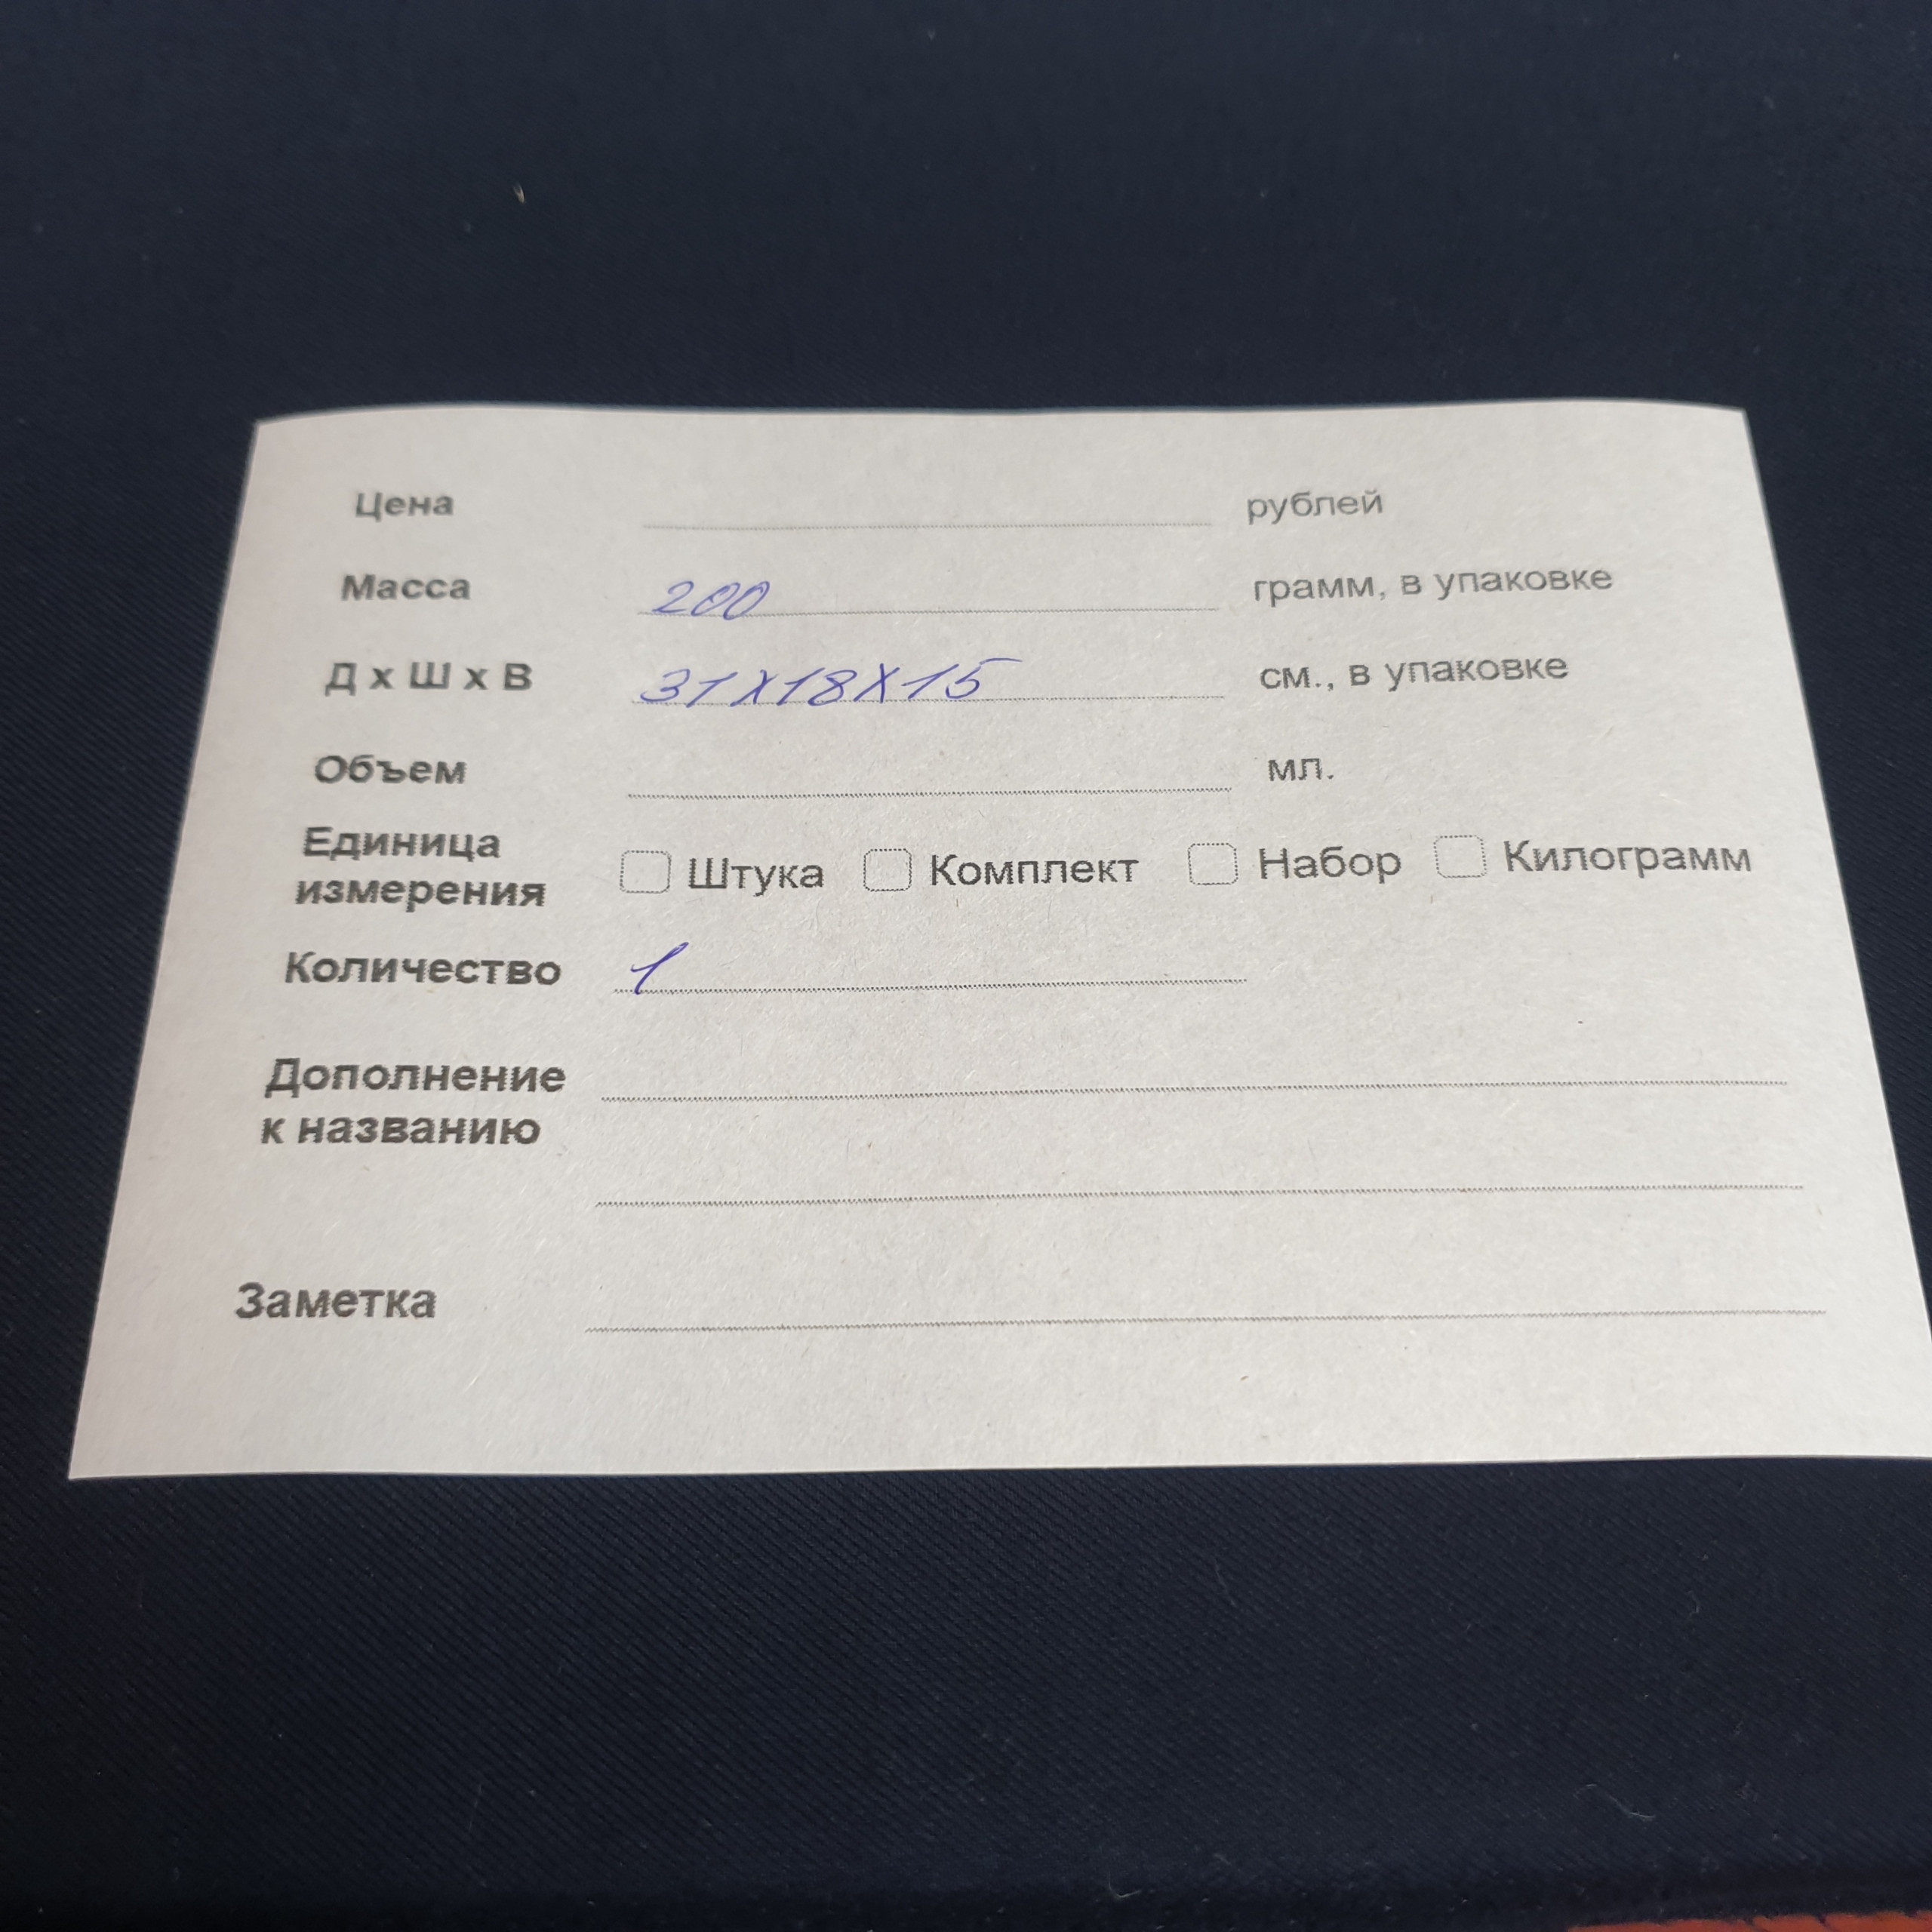 Цена рублей
Масса 200 грамм, в упаковке
Д х Ш х В 31х18х15 см., в упаковке
Объем мл.
Единица
измерения Штука Комплект Набор Килограмм
Количество 1
Дополнение
к названию
Заметка